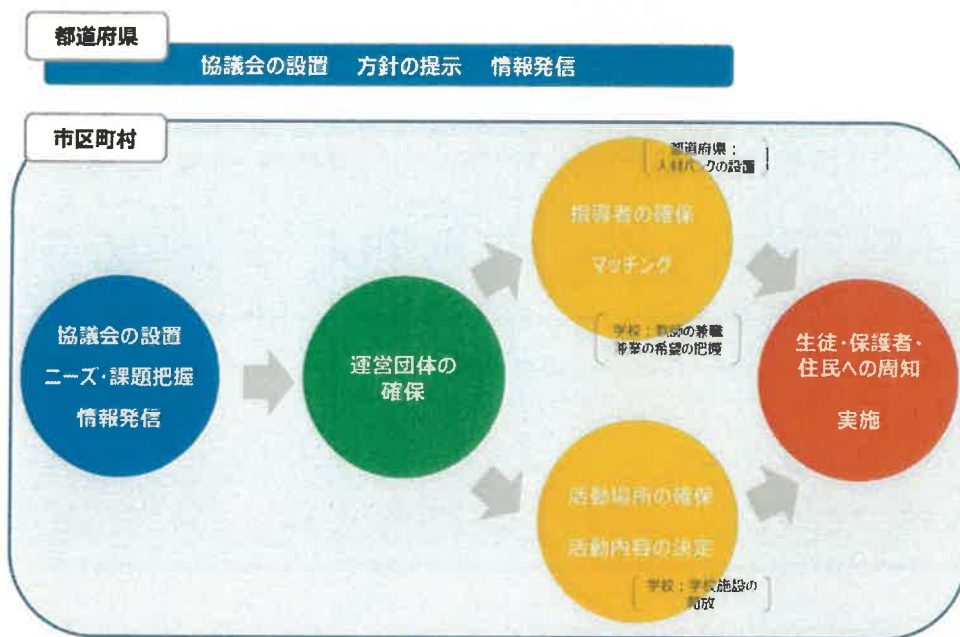 都道府県
協議会の設置 方針の提示 情報発信
市区町村
協議会の設置
ニーズ・課題把握
情報発信
運営団体の
確保
都道府県：
人材バンクの設置
指導者の確保
マッチング
学校：教師の兼職
兼業の希望の把握
活動場所の確保
活動内容の決定
学校：学校施設の
開放
生徒・保護者・
住民への周知
実施